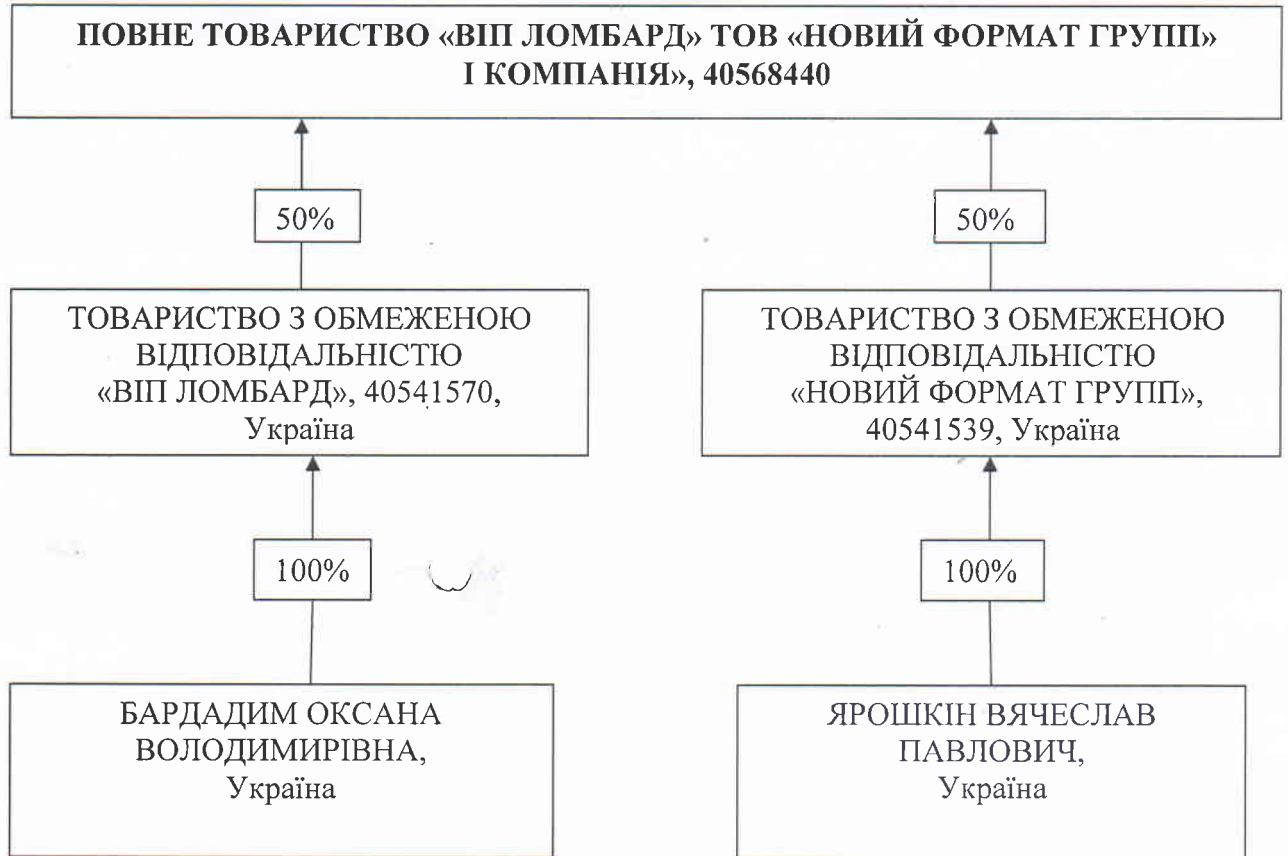 ПОВНЕ ТОВАРИСТВО «ВІП ЛОМБАРД» ТОВ «НОВИЙ ФОРМАТ ГРУПП»
І КОМПАНІЯ», 40568440
50%
50%
ТОВАРИСТВО З ОБМЕЖЕНОЮ
ВІДПОВІДАЛЬНІСТЮ
«ВІП ЛОМБАРД», 40541570,
Україна
ТОВАРИСТВО З ОБМЕЖЕНОЮ
ВІДПОВІДАЛЬНІСТЮ
«НОВИЙ ФОРМАТ ГРУПП»,
40541539, Україна
100%
100%
БАРДАДИМ ОКСАНА
ВОЛОДИМИРІВНА,
Україна
ЯРОШКІН ВЯЧЕСЛАВ
ПАВЛОВИЧ,
Україна